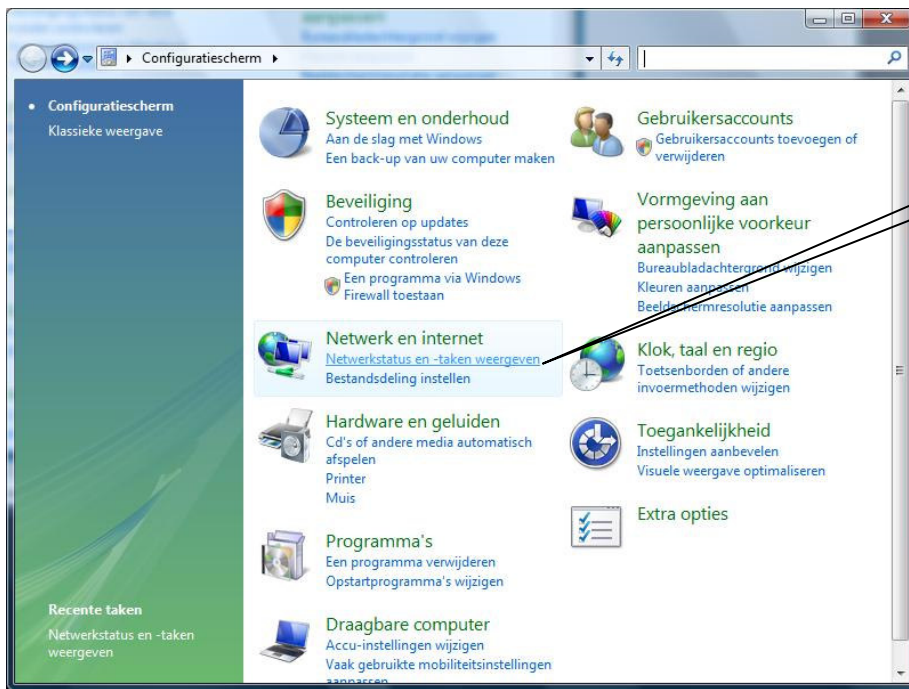 Configuratiescherm
Configuratiescherm
Klassieke weergave
Systeem en onderhoud
Aan de slag met Windows
Een back-up van uw computer maken
Beveiliging
Controleren op updates
De beveiligingsstatus van deze
computer controleren
Een programma via Windows
Firewall toestaan
Netwerk en internet
Netwerkstatus en -taken weergeven
Bestandsdeling instellen
Hardware en geluiden
Cd's of andere media automatisch
afspelen
Printer
Muis
Programma's
Een programma verwijderen
Opstartprogramma's wijzigen
Draagbare computer
Accu-instellingen wijzigen
Vaak gebruikte mobiliteitsinstellingen
aanpassen
Gebruikersaccounts
Gebruikersaccounts toevoegen of
verwijderen
Vormgeving aan
persoonlijke voorkeur
aanpassen
Bureaubladachtergrond wijzigen
Kleuren aanpassen
Beeldschermresolutie aanpassen
Klok, taal en regio
Toetsenborden of andere
invoermethoden wijzigen
Toegankelijkheid
Instellingen aanbevelen
Visuele weergave optimaliseren
Extra opties
Recente taken
Netwerkstatus en -taken
weergeven